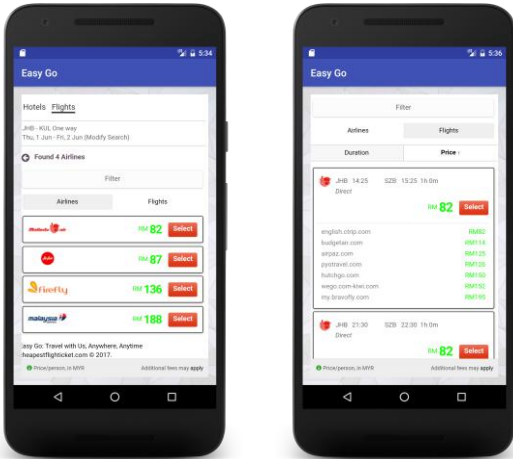 5:34
Easy Go
Hotels Flights
JHB - KUL One way
Thu, 1 Jun - Fri, 2 Jun (Modify Search)
Found 4 Airlines
Filter
Airlines Flights
Malindo air RM 82 Select
RM 87 Select
firefly RM 136 Select
malaysia RM 188 Select
Easy Go: Travel with Us, Anywhere, Anytime
cheapestflightticket.com © 2017.
Price/person, in MYR Additional fees may apply
5:36
Easy Go
Filter
Airlines Flights
Duration Price ↑
JHB 14:25 SZB 15:25 1h 0m
Direct
RM 82 Select
english.ctrip.com RM82
budgetair.com RM114
airpaz.com RM125
RM150
wego.com-kiwi.com RM152
my.bravofly.com
JHB 21:30 SZB 22:30 1h 0m
Direct
RM 82 Select
Price/person, in MYR Additional fees may apply